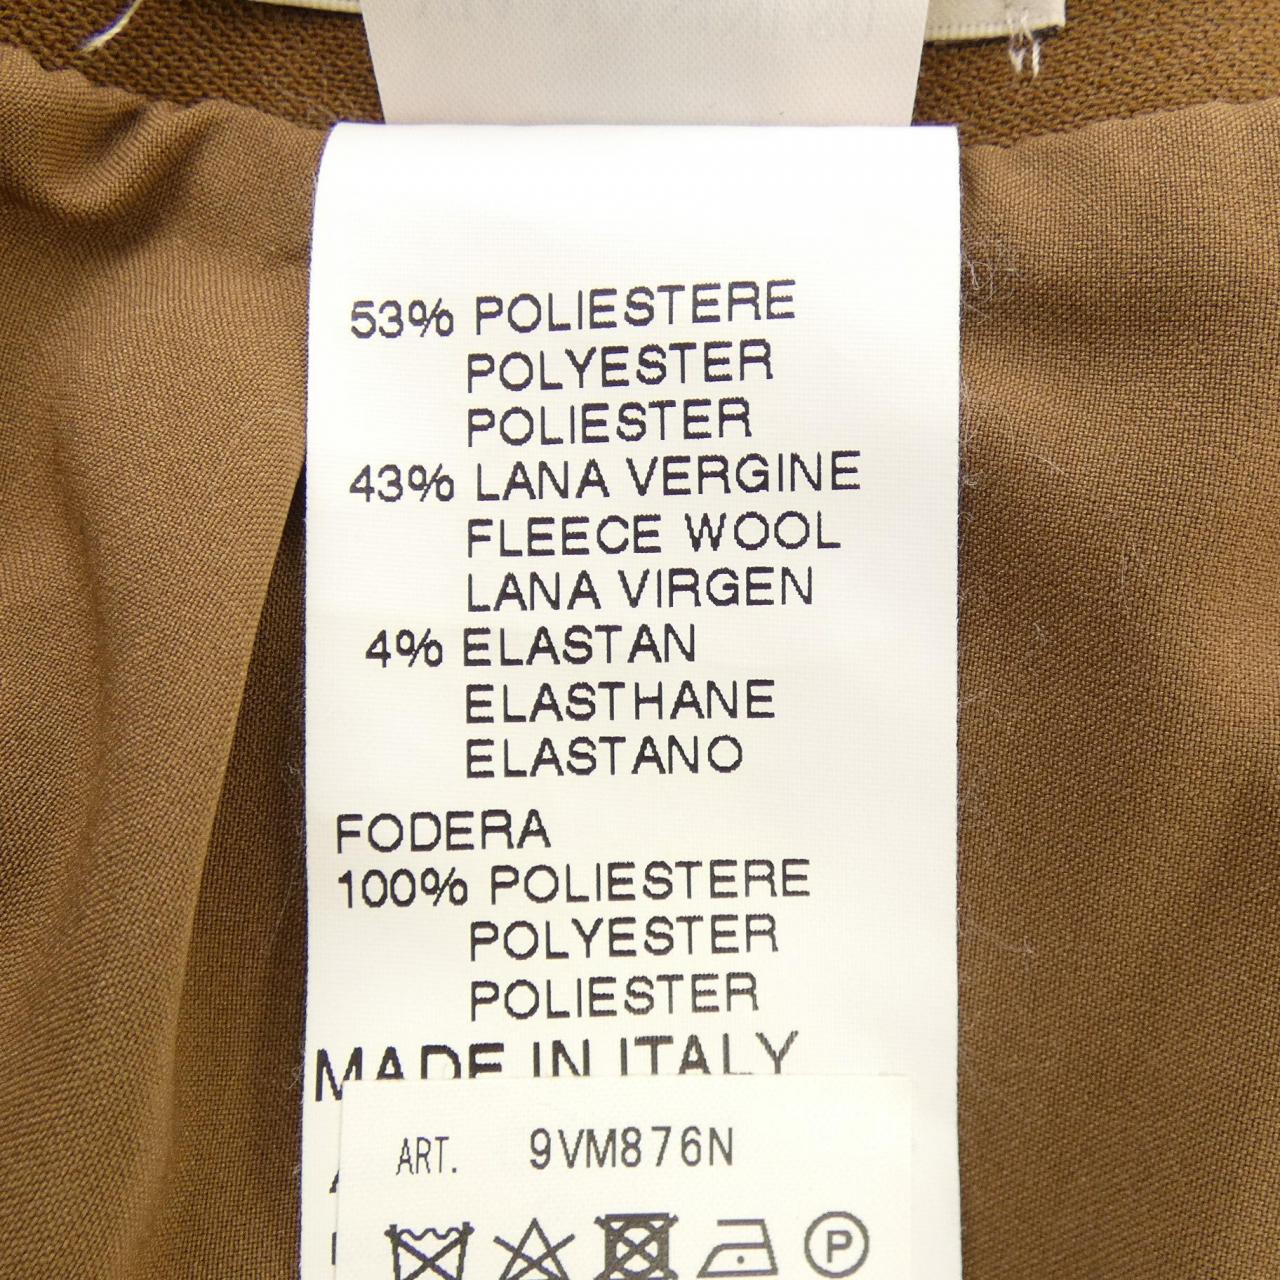 53% POLIESTERE
POLYESTER
POLIESTER
43% LANA VERGINE
FLEECE WOOL
LANA VIRGEN
4% ELASTAN
ELASTHANE
ELASTANO
FODERA
100% POLIESTERE
POLYESTER
POLIESTER
MADE IN ITALY
ART. 9VM876N
P